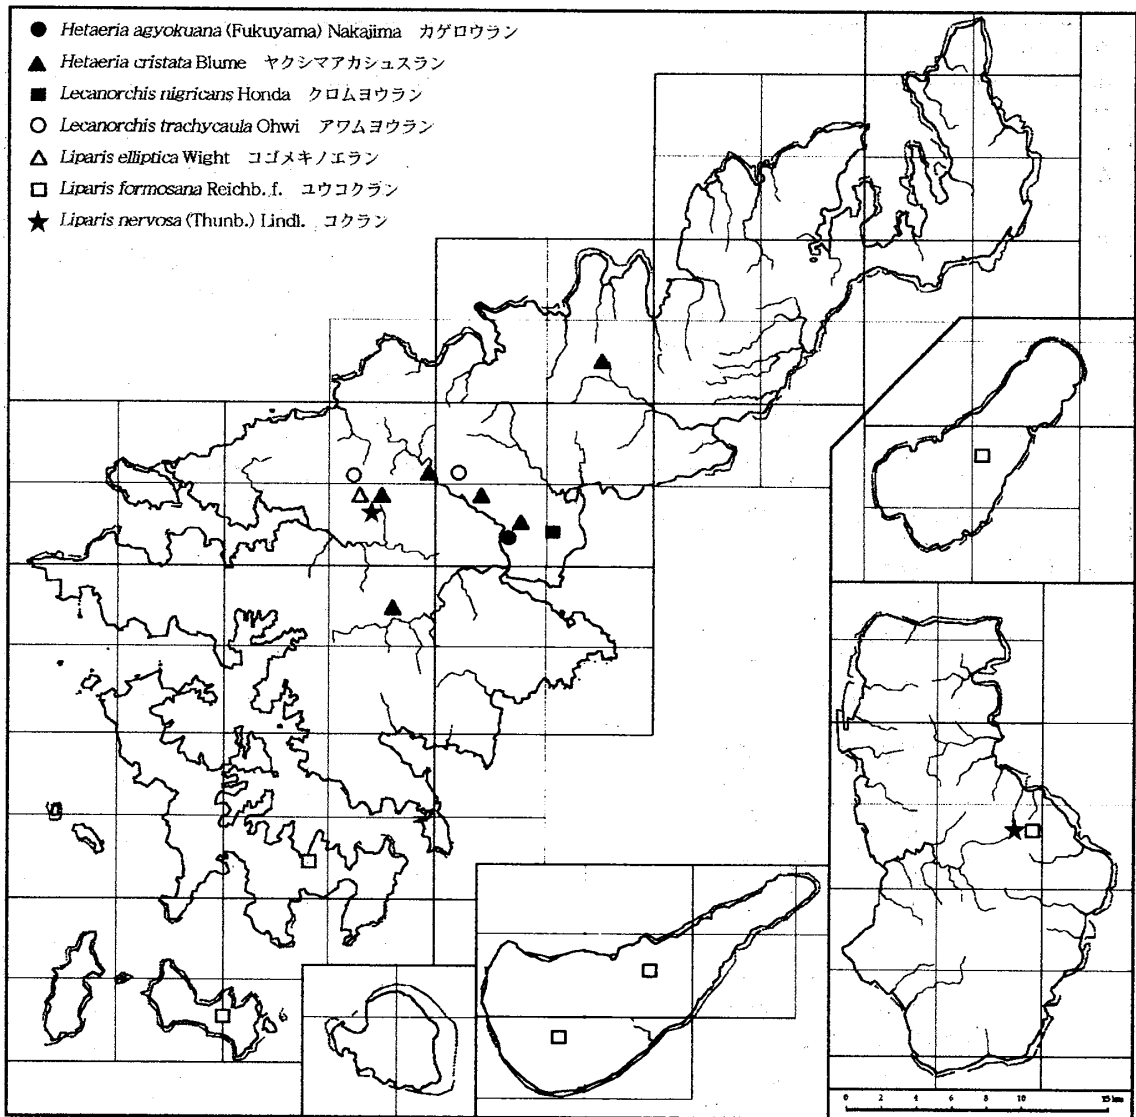 ● Hetaeria agyokuana (Fukuyama) Nakajima カゲロウラン
▲ Hetaeria cristata Blume ヤクシマアカシュスラン
■ Lecanorchis nigricans Honda クロムヨウラン
○ Lecanorchis trachycaula Ohwi アワムヨウラン
△ Liparis elliptica Wight コゴメキノエラン
□ Liparis formosana Reichb. f. ユウコクラン
★ Liparis nervosa (Thunb.) Lindl. コクラン
0 2 4 6 8 10 15 km